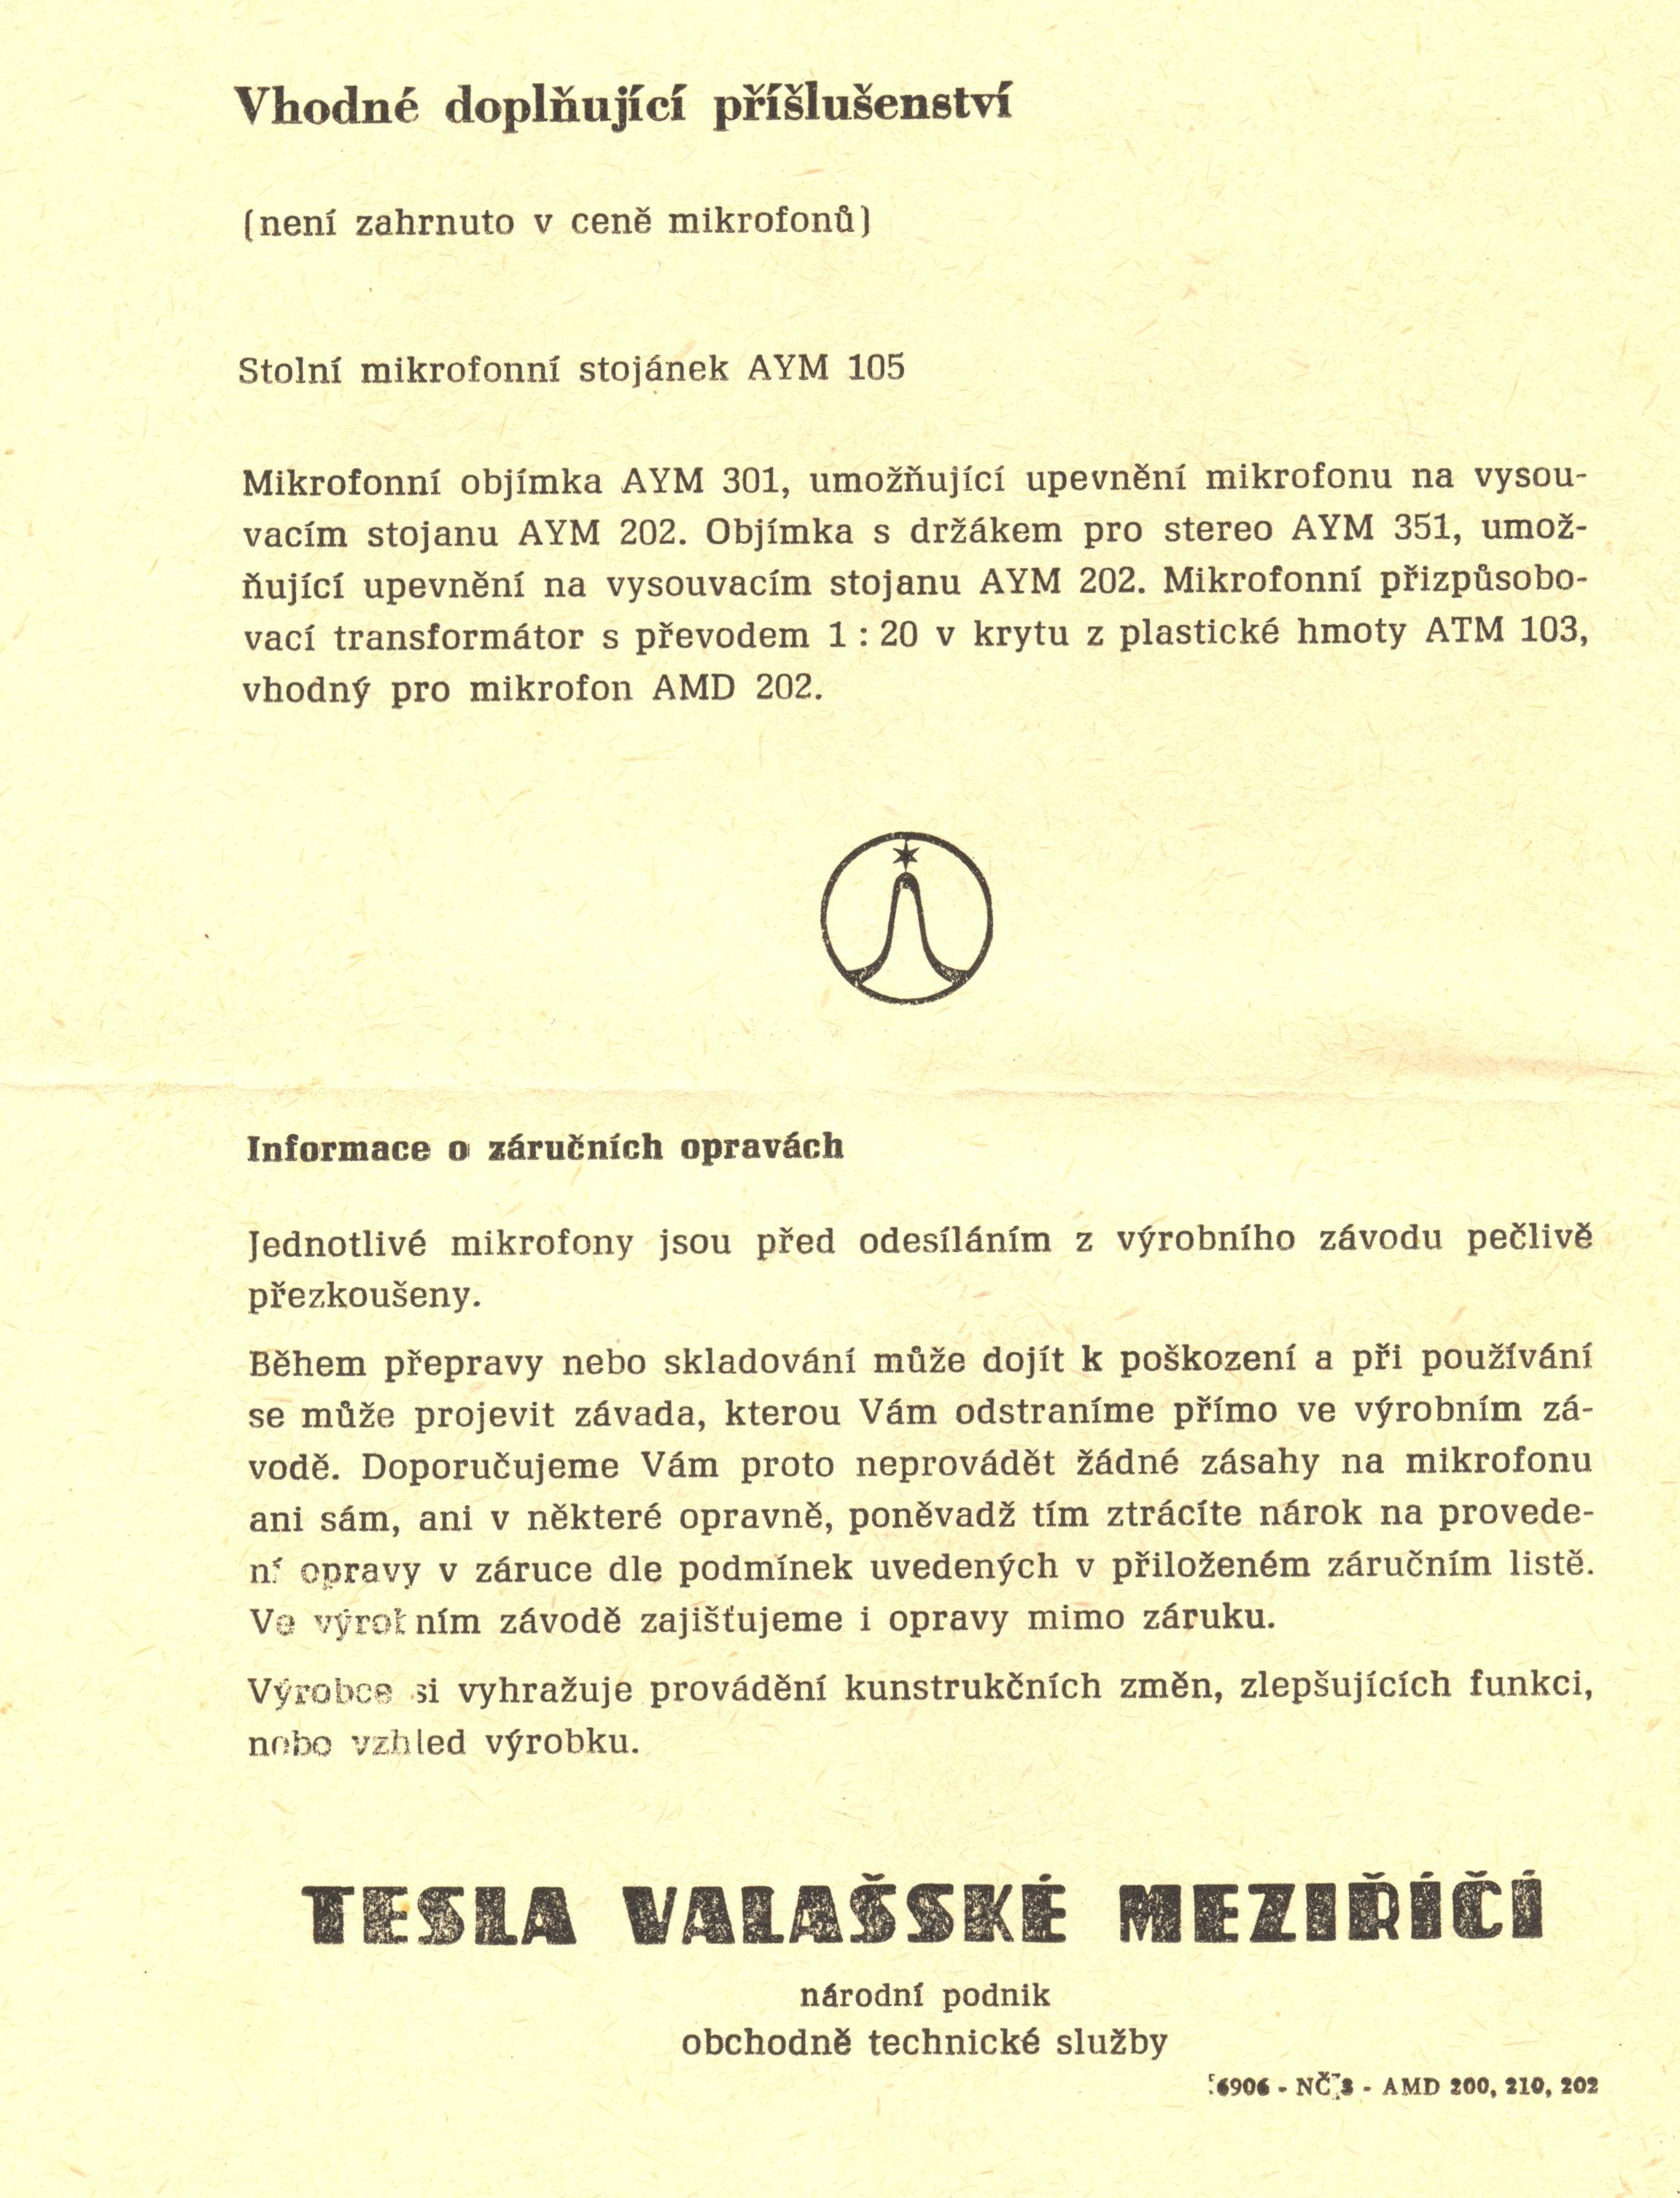 Vhodné doplňující příšlušenství
(není zahrnuto v ceně mikrofonů)
Stolní mikrofonní stojánek AYM 105
Mikrofonní objímka AYM 301, umožňující upevnění mikrofonu na vysou-
vacím stojanu AYM 202. Objímka s držákem pro stereo AYM 351, umož-
ňující upevnění na vysouvacím stojanu AYM 202. Mikrofonní přizpůsobo-
vací transformátor s převodem 1 : 20 v krytu z plastické hmoty ATM 103,
vhodný pro mikrofon AMD 202.
Informace o záručních opravách
Jednotlivé mikrofony jsou před odesíláním z výrobního závodu pečlivě
přezkoušeny.
Během přepravy nebo skladování může dojít k poškození a při používání
se může projevit závada, kterou Vám odstraníme přímo ve výrobním zá-
vodě. Doporučujeme Vám proto neprovádět žádné zásahy na mikrofonu
ani sám, ani v některé opravně, poněvadž tím ztrácíte nárok na provede-
ní opravy v záruce dle podmínek uvedených v přiloženém záručním listě.
Ve výrobním závodě zajišťujeme i opravy mimo záruku.
Výrobce si vyhražuje provádění kunstrukčních změn, zlepšujících funkci,
nebo vzhled výrobku.
TESLA VALAŠSKÉ MEZIŘÍČÍ
národní podnik
obchodně technické služby
- AMD 200, 210, 202